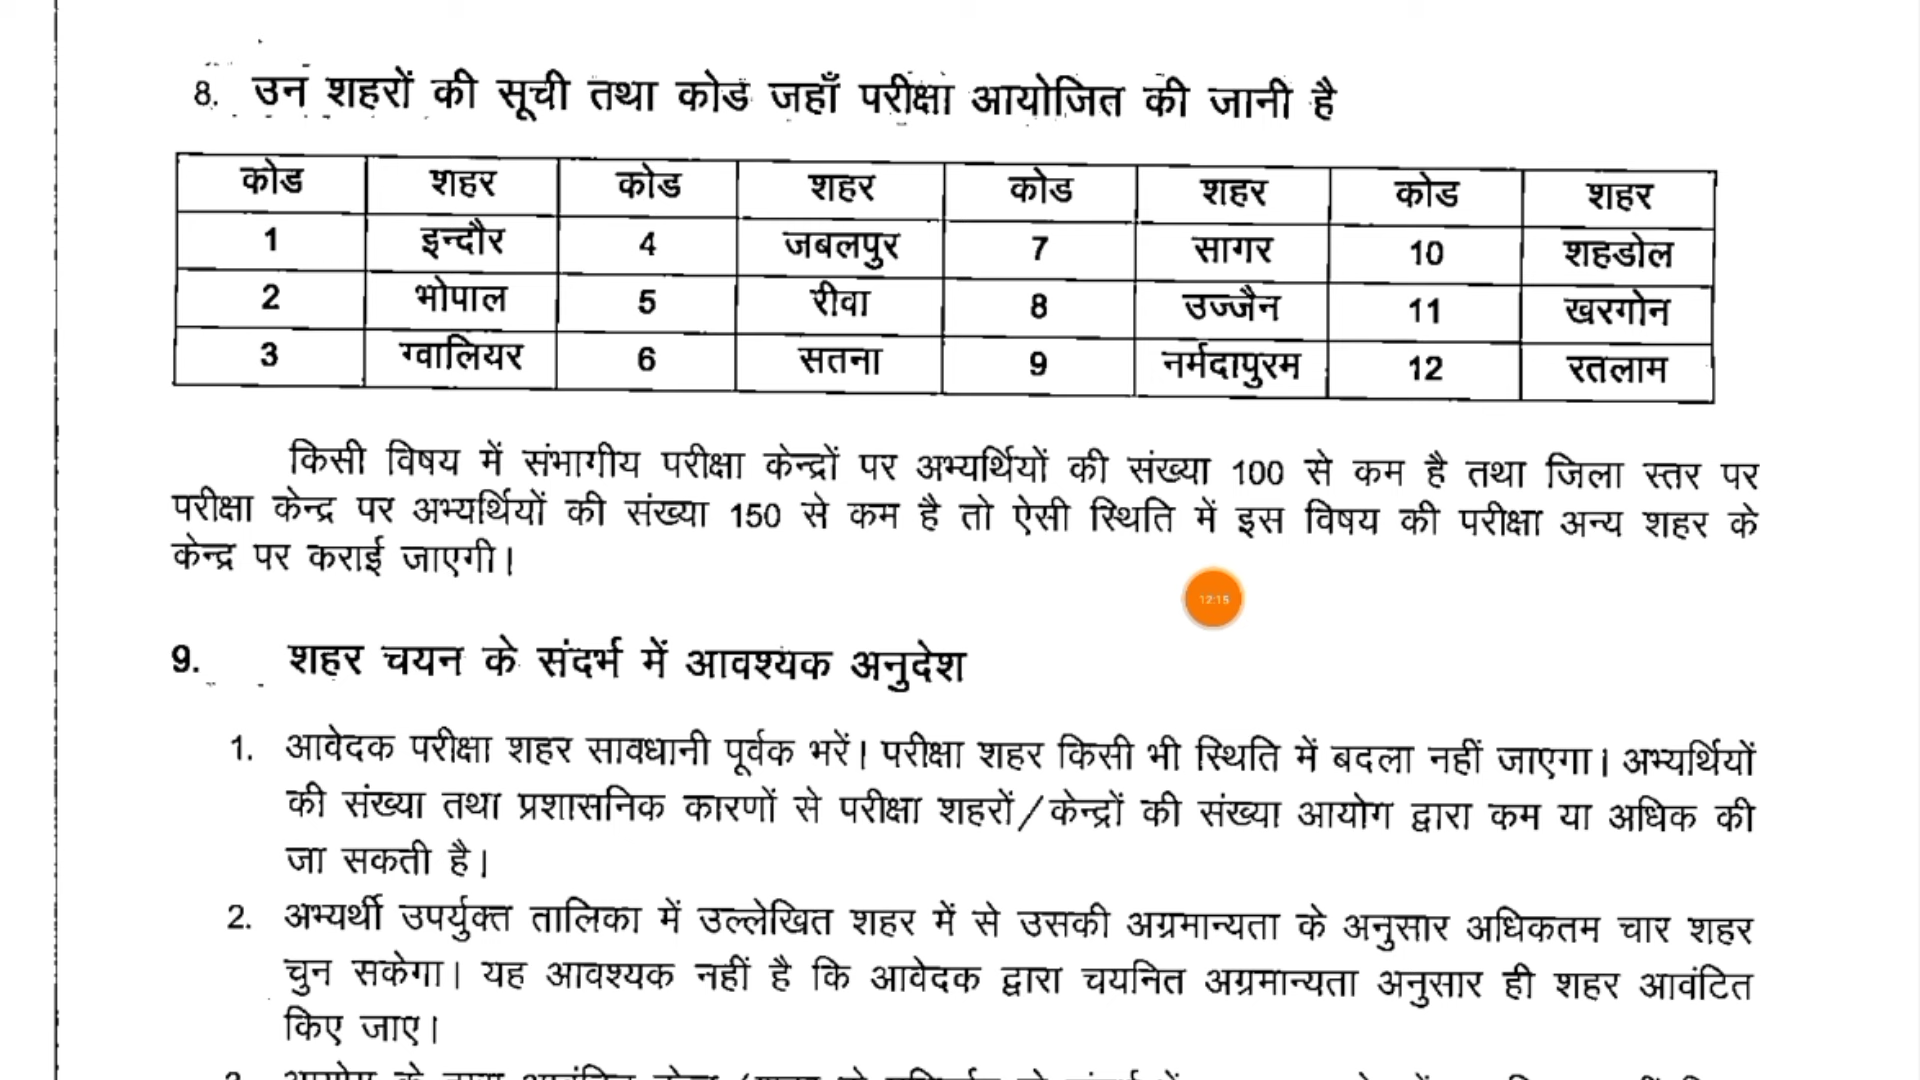 8. उन शहरों की सूची तथा कोड जहाँ परीक्षा आयोजित की जानी है
कोड शहर कोड शहर कोड शहर कोड शहर
1 इन्दौर 4 जबलपुर 7 सागर 10 शहडोल
2 भोपाल 5 रीवा 8 उज्जैन 11 खरगोन
3 ग्वालियर 6 सतना 9 नर्मदापुरम 12 रतलाम
किसी विषय में संभागीय परीक्षा केन्द्रों पर अभ्यर्थियों की संख्या 100 से कम है तथा जिला स्तर पर
परीक्षा केन्द्र पर अभ्यर्थियों की संख्या 150 से कम है तो ऐसी स्थिति में इस विषय की परीक्षा अन्य शहर के
केन्द्र पर कराई जाएगी।
12:15
9. शहर चयन के संदर्भ में आवश्यक अनुदेश
1. आवेदक परीक्षा शहर सावधानी पूर्वक भरें। परीक्षा शहर किसी भी स्थिति में बदला नहीं जाएगा। अभ्यर्थियों
की संख्या तथा प्रशासनिक कारणों से परीक्षा शहरों/केन्द्रों की संख्या आयोग द्वारा कम या अधिक की
जा सकती है।
2. अभ्यर्थी उपर्युक्त तालिका में उल्लेखित शहर में से उसकी अग्रमान्यता के अनुसार अधिकतम चार शहर
चुन सकेगा। यह आवश्यक नहीं है कि आवेदक द्वारा चयनित अग्रमान्यता अनुसार ही शहर आवंटित
किए जाए।